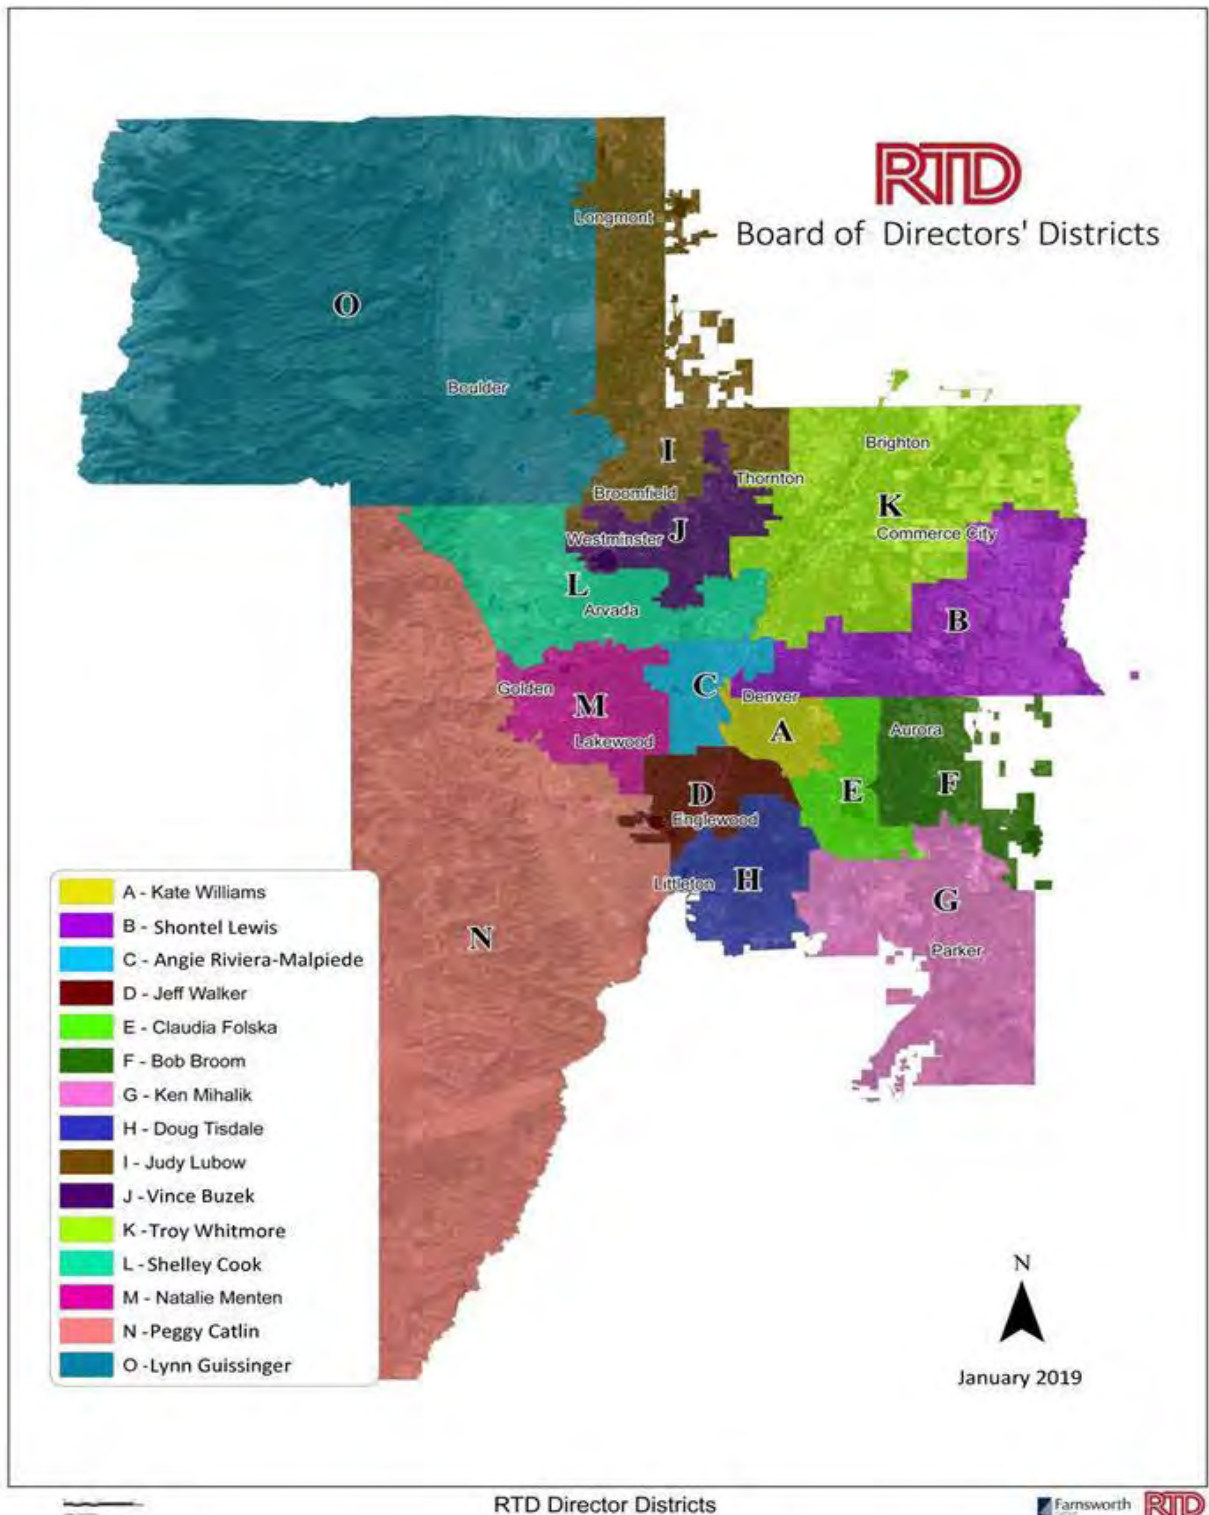 RTD
Board of Directors' Districts
Longmont
O
Boulder
Brighton
I
Thornton
Broomfield
K
Commerce City
J
Westminster
L
Arvada
B
Golden
C
Denver
M
A
Aurora
Lakewood
D
E
F
Englewood
H
Littleton
G
N
Parker
A - Kate Williams
B - Shontel Lewis
C - Angie Riviera-Malpiede
D - Jeff Walker
E - Claudia Folska
F - Bob Broom
G - Ken Mihalik
H - Doug Tisdale
I - Judy Lubow
J - Vince Buzek
K - Troy Whitmore
L - Shelley Cook
M - Natalie Menten
N - Peggy Catlin
O - Lynn Guissinger
N
January 2019
RTD Director Districts
Farnsworth
RTD